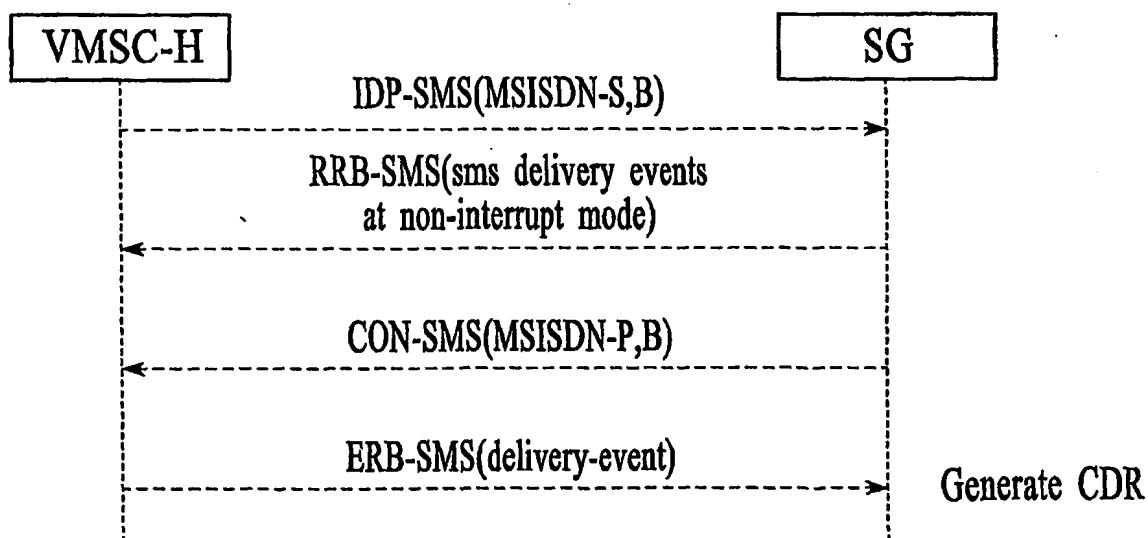 VMSC-H
SG
IDP-SMS(MSISDN-S,B)
RRB-SMS(sms delivery events
at non-interrupt mode)
CON-SMS(MSISDN-P,B)
ERB-SMS(delivery-event)
Generate CDR